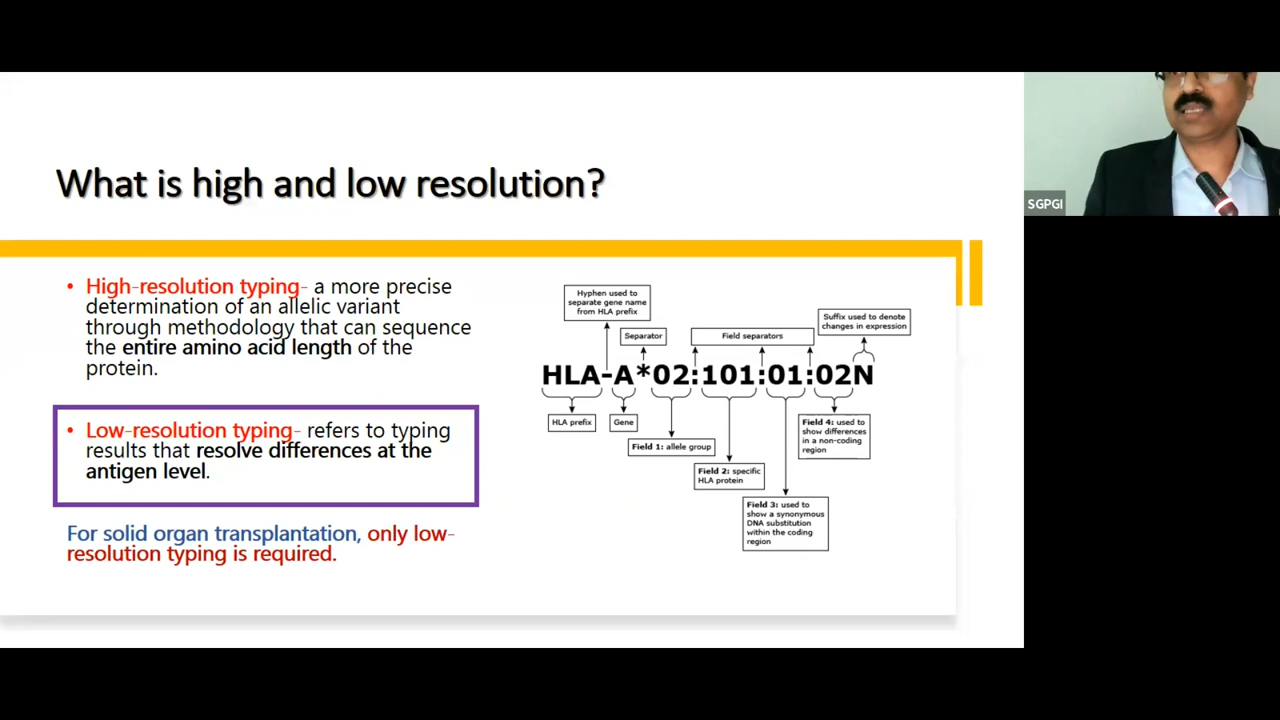 SGPGI
What is high and low resolution?
• High-resolution typing- a more precise
determination of an allelic variant
through methodology that can sequence
the entire amino acid length of the
protein.
• Low-resolution typing- refers to typing
results that resolve differences at the
antigen level.
For solid organ transplantation, only low-
resolution typing is required.
Hyphen used to
separate gene name
from HLA prefix
Separator
Field separators
Suffix used to denote
changes in expression
HLA-A*02:101:01:02N
HLA prefix
Gene
Field 1: allele group
Field 2: specific
HLA protein
Field 3: used to
show a synonymous
DNA substitution
within the coding
region
Field 4: used to
show differences
in a non-coding
region